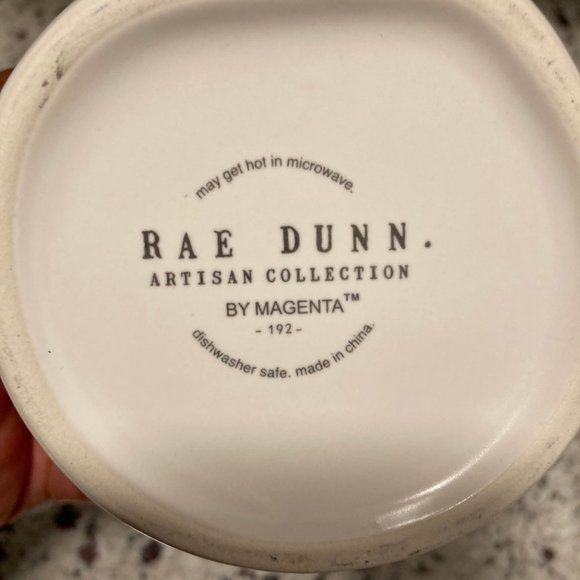 may get hot in microwave.
RAE DUNN.
ARTISAN COLLECTION
BY MAGENTA™
- 192 -
dishwasher safe. made in china.